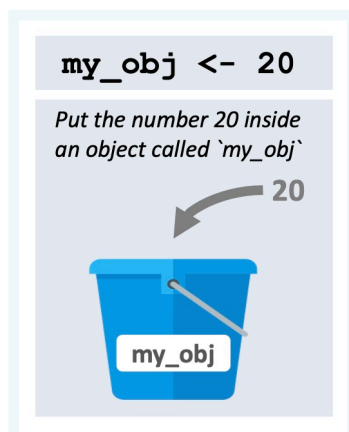 my_obj <- 20
Put the number 20 inside
an object called `my_obj`
20
my_obj